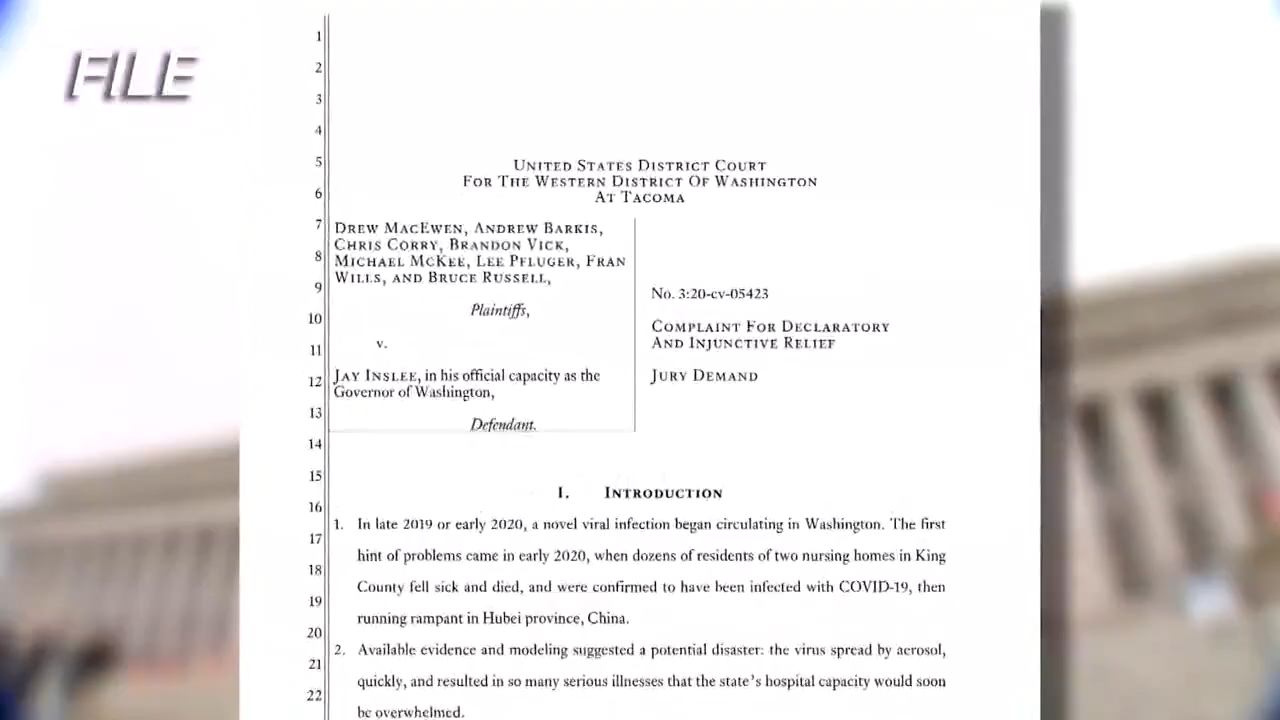 FILE
1
2
3
4
5
6
7
8
9
10
11
12
13
14
15
16
17
18
19
20
21
22
UNITED STATES DISTRICT COURT
FOR THE WESTERN DISTRICT OF WASHINGTON
AT TACOMA
DREW MACEWEN, ANDREW BARKIS,
CHRIS CORRY, BRANDON VICK,
MICHAEL MCKEE, LEE PFLUGER, FRAN
WILLS, AND BRUCE RUSSELL,
Plaintiffs,
v.
JAY INSLEE, in his official capacity as the
Governor of Washington,
Defendant.
No. 3:20-cv-05423
COMPLAINT FOR DECLARATORY
AND INJUNCTIVE RELIEF
JURY DEMAND
I. INTRODUCTION
1. In late 2019 or early 2020, a novel viral infection began circulating in Washington. The first
hint of problems came in early 2020, when dozens of residents of two nursing homes in King
County fell sick and died, and were confirmed to have been infected with COVID-19, then
running rampant in Hubei province, China.
2. Available evidence and modeling suggested a potential disaster: the virus spread by aerosol,
quickly, and resulted in so many serious illnesses that the state's hospital capacity would soon
be overwhelmed.